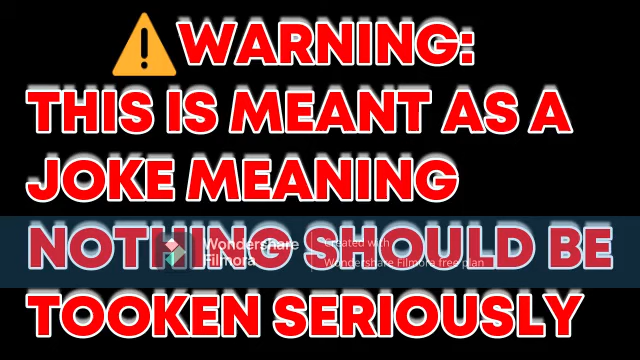 ⚠️WARNING:
THIS IS MEANT AS A
JOKE MEANING
NOTHING SHOULD BE
Wondershare
Filmora
Created with
Wondershare Filmora free plan
TOOKEN SERIOUSLY